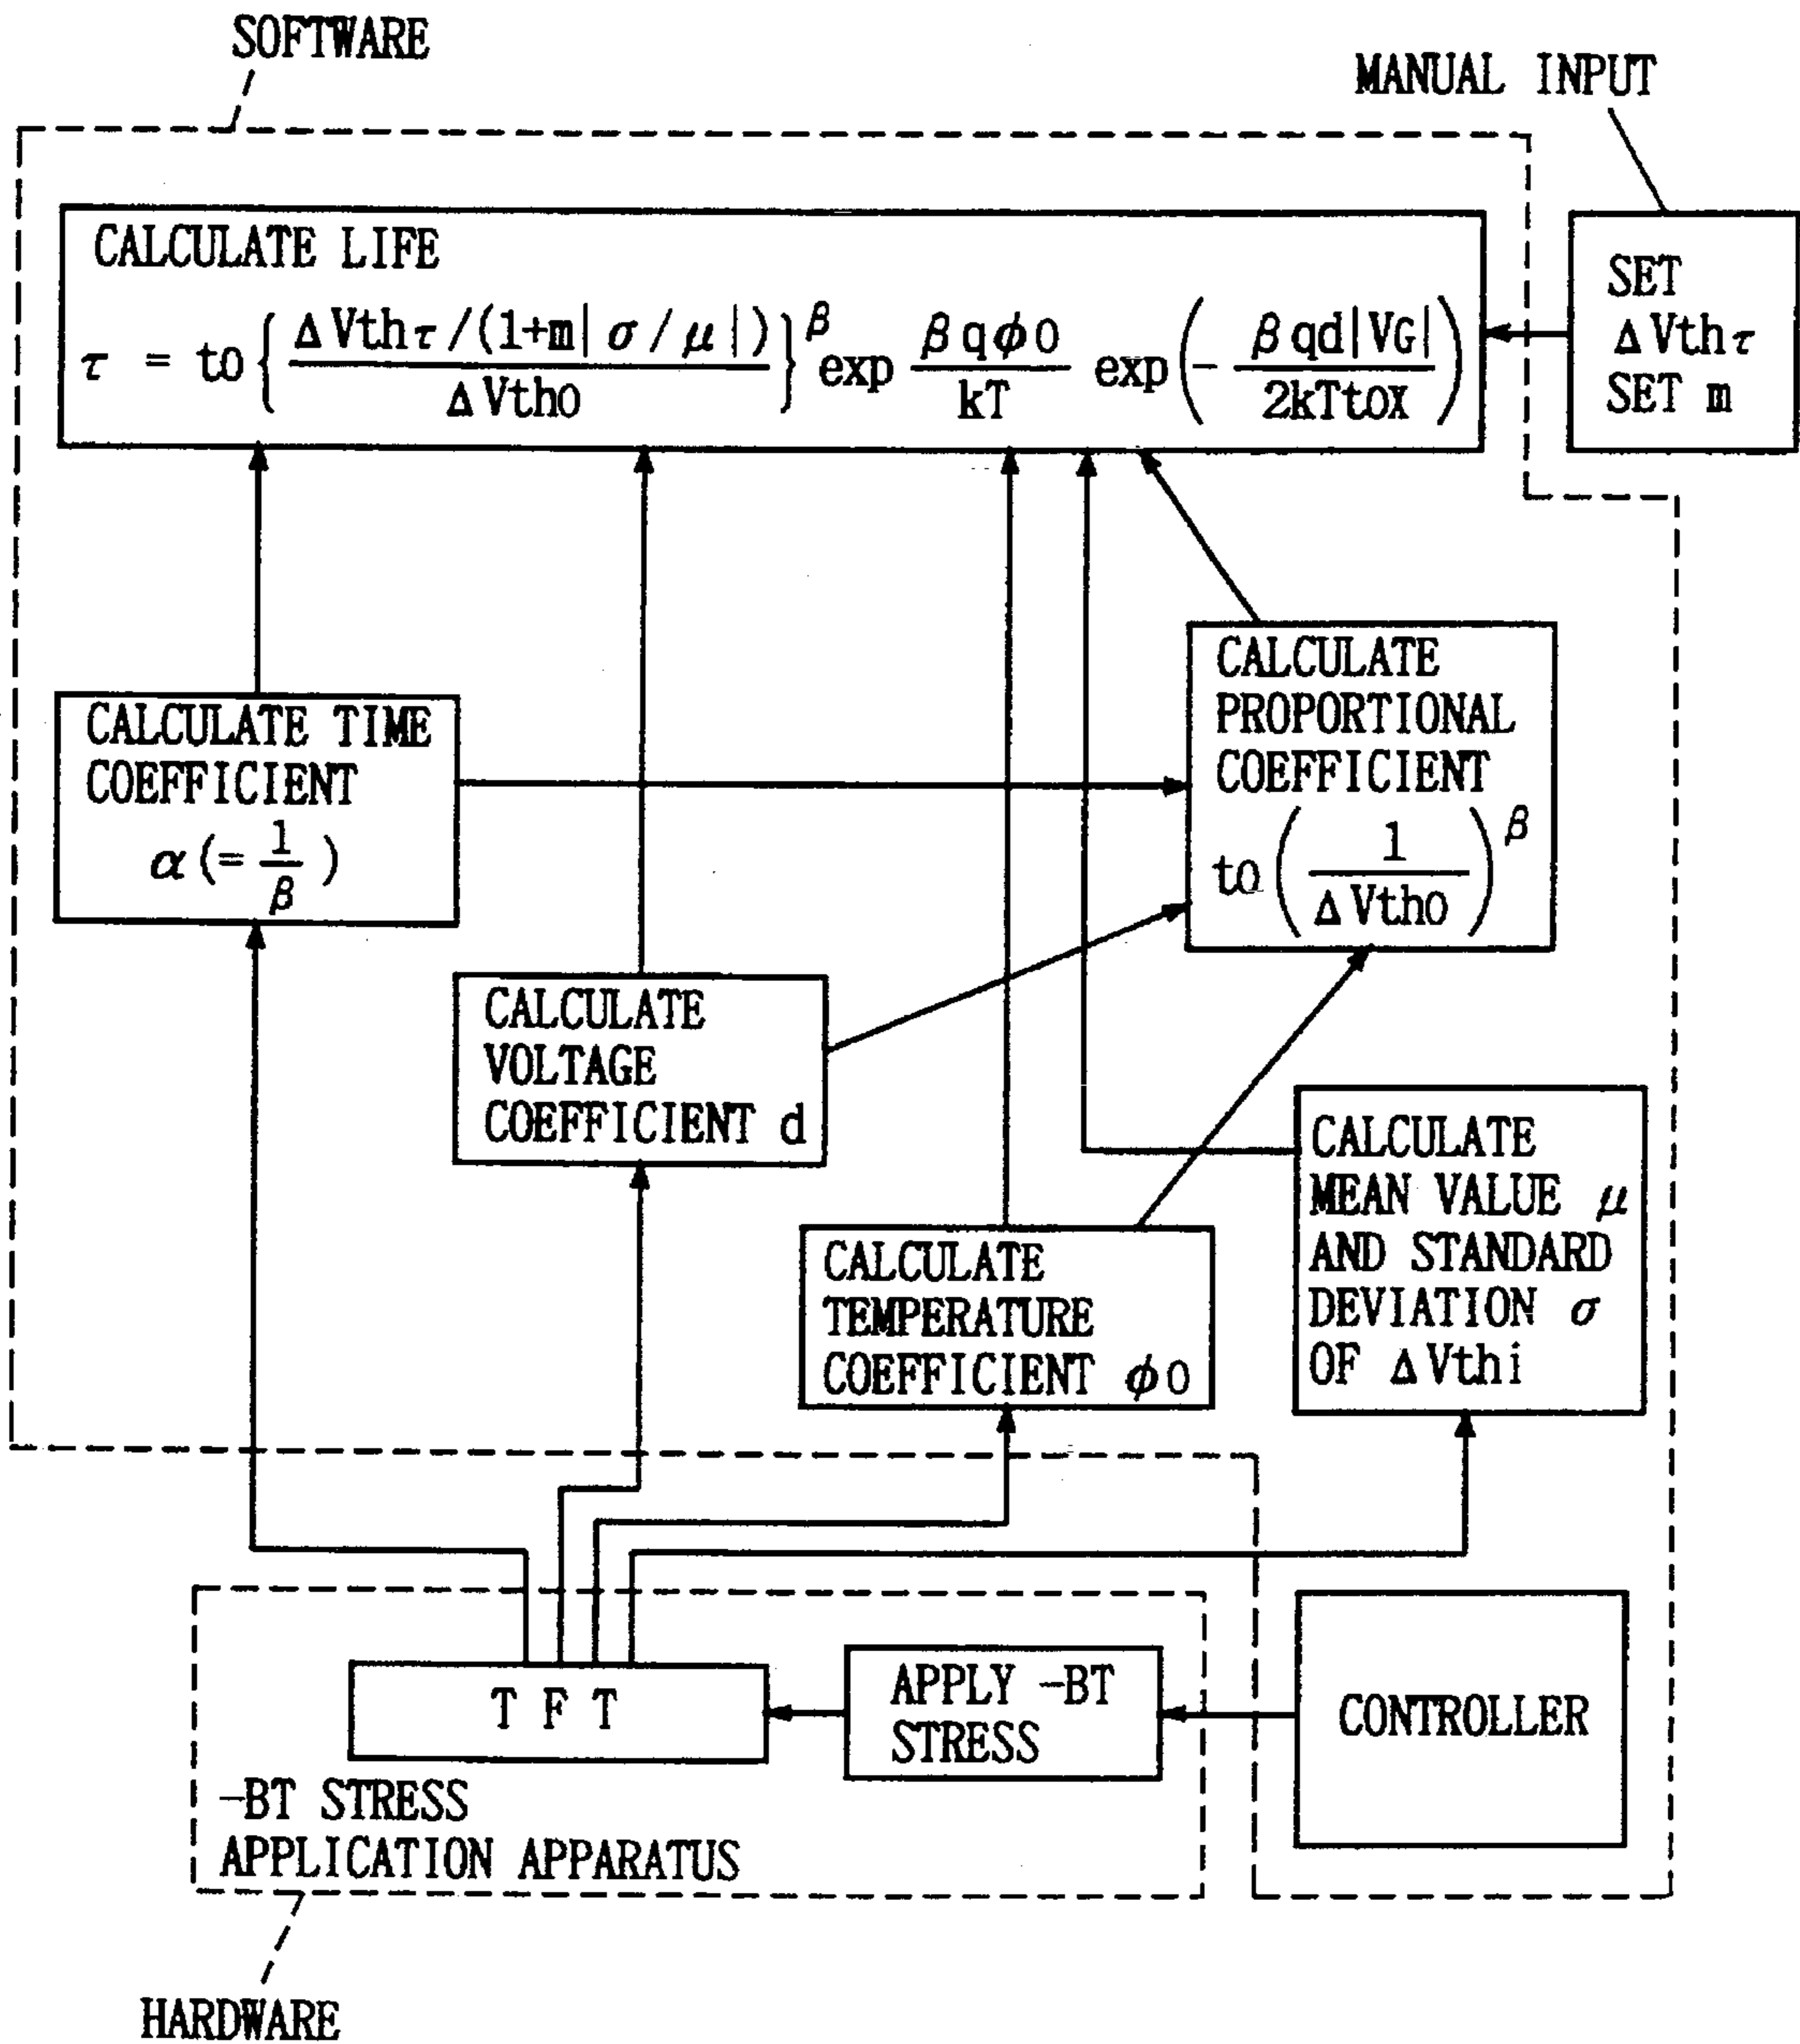 SOFTWARE
MANUAL INPUT
CALCULATE LIFE
τ = to { ΔVthτ/(1+m|σ/μ|) / ΔVtho }^β exp βqφ0 / kT exp(- βqd|VG| / 2kTtox )
SET
ΔVthτ
SET m
CALCULATE TIME
COEFFICIENT
α(= 1/β )
CALCULATE
PROPORTIONAL
COEFFICIENT
to ( 1 / ΔVtho )^β
CALCULATE
VOLTAGE
COEFFICIENT d
CALCULATE
TEMPERATURE
COEFFICIENT φ0
CALCULATE
MEAN VALUE μ
AND STANDARD
DEVIATION σ
OF ΔVthi
T F T
APPLY -BT
STRESS
CONTROLLER
-BT STRESS
APPLICATION APPARATUS
HARDWARE